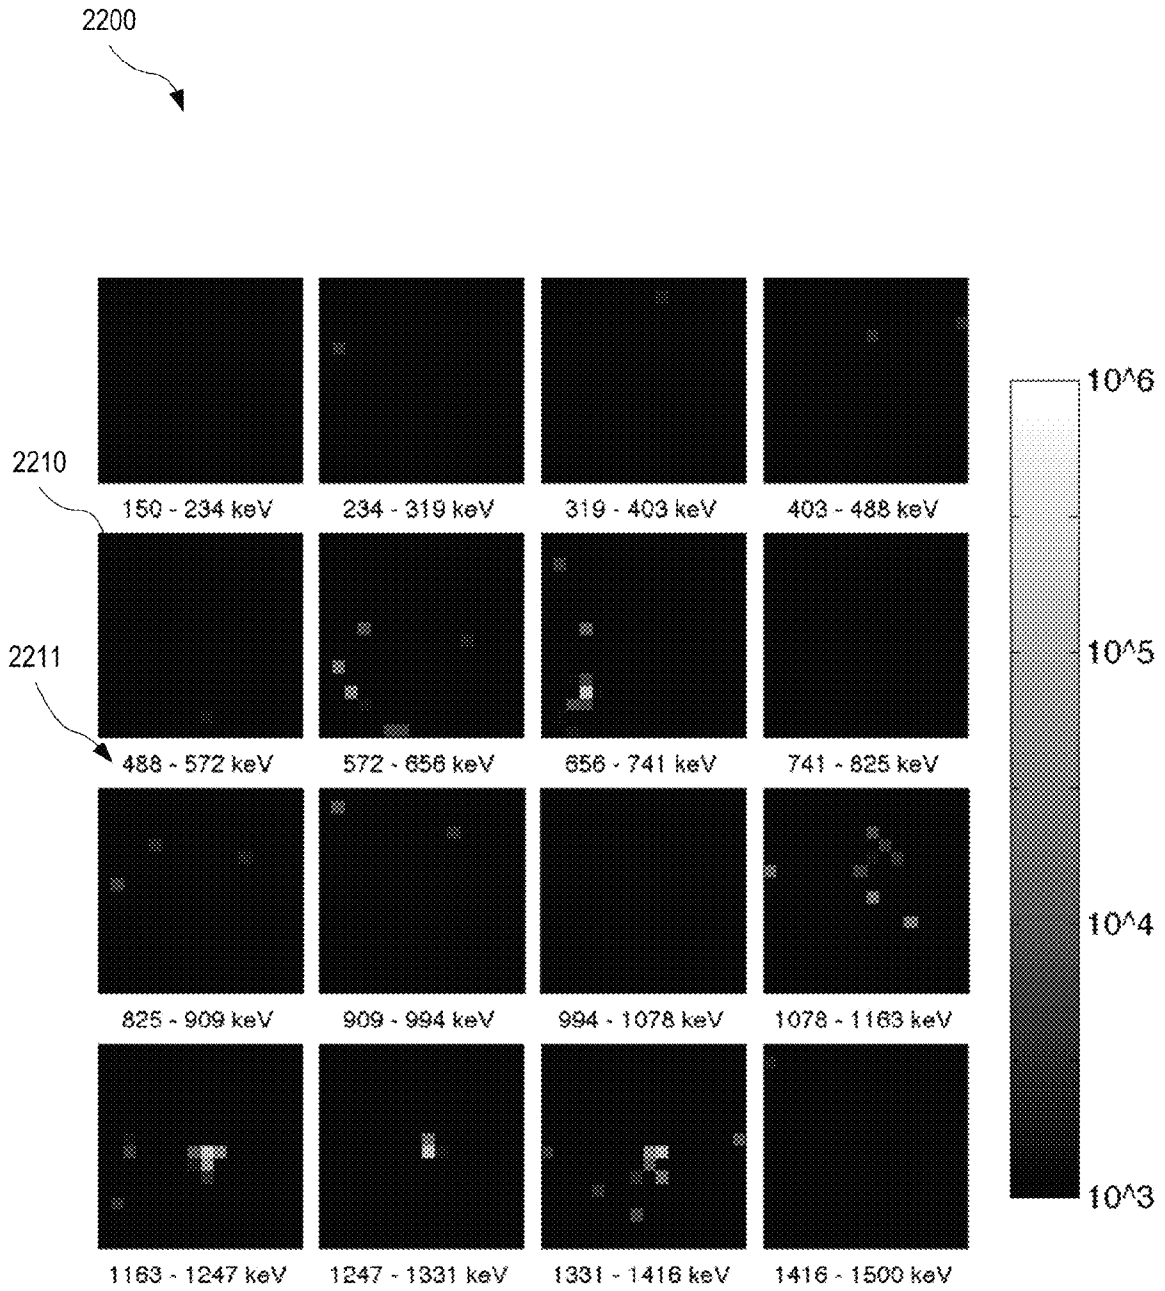 2200
10^6
2210
150 - 234 keV
234 - 319 keV
319 - 403 keV
403 - 488 keV
2211
10^5
488 - 572 keV
572 - 656 keV
656 - 741 keV
741 - 825 keV
10^4
825 - 909 keV
909 - 994 keV
994 - 1078 keV
1078 - 1163 keV
10^3
1163 - 1247 keV
1247 - 1331 keV
1331 - 1416 keV
1416 - 1500 keV